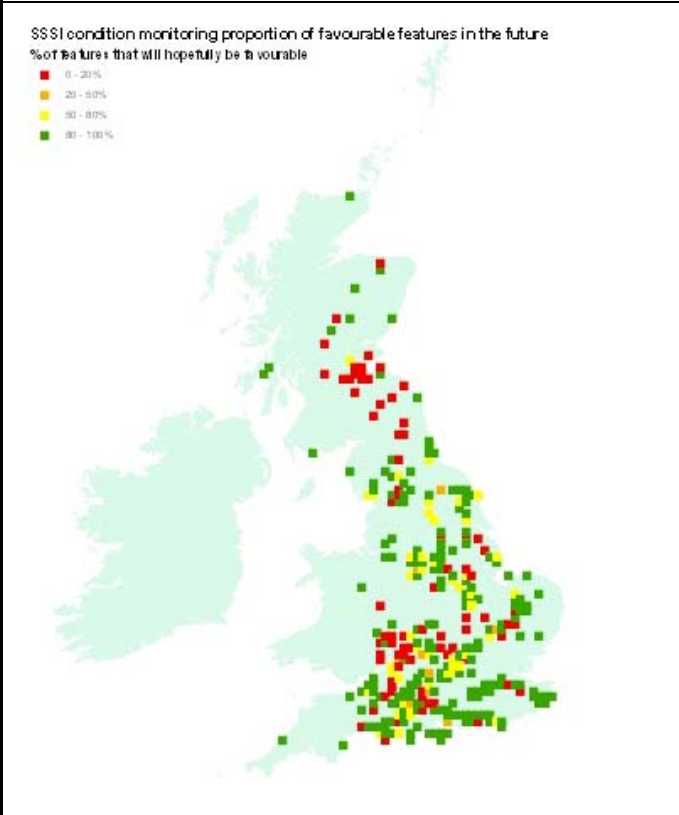 SSSI condition monitoring proportion of favourable features in the future
% of features that will hopefully be favourable
0 - 20%
20 - 50%
50 - 80%
80 - 100%